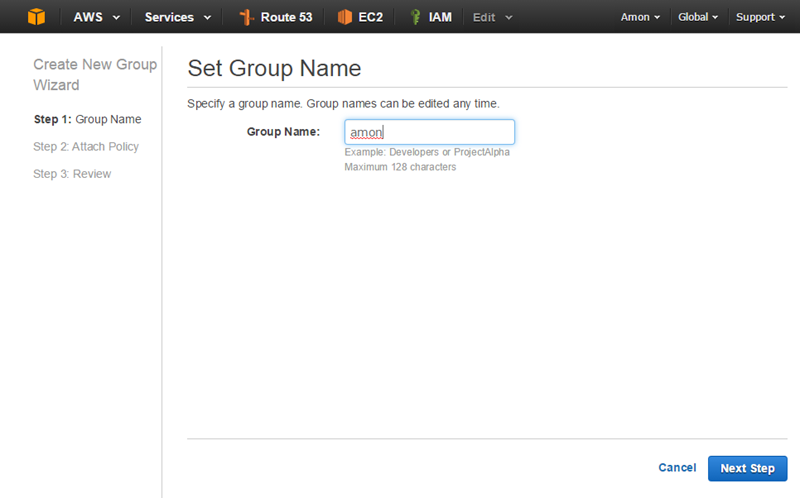 AWS Services Route 53 EC2 IAM Edit Amon Global Support
Create New Group
Wizard
Step 1: Group Name
Step 2: Attach Policy
Step 3: Review
Set Group Name
Specify a group name. Group names can be edited any time.
Group Name: amon
Example: Developers or ProjectAlpha
Maximum 128 characters
Cancel Next Step